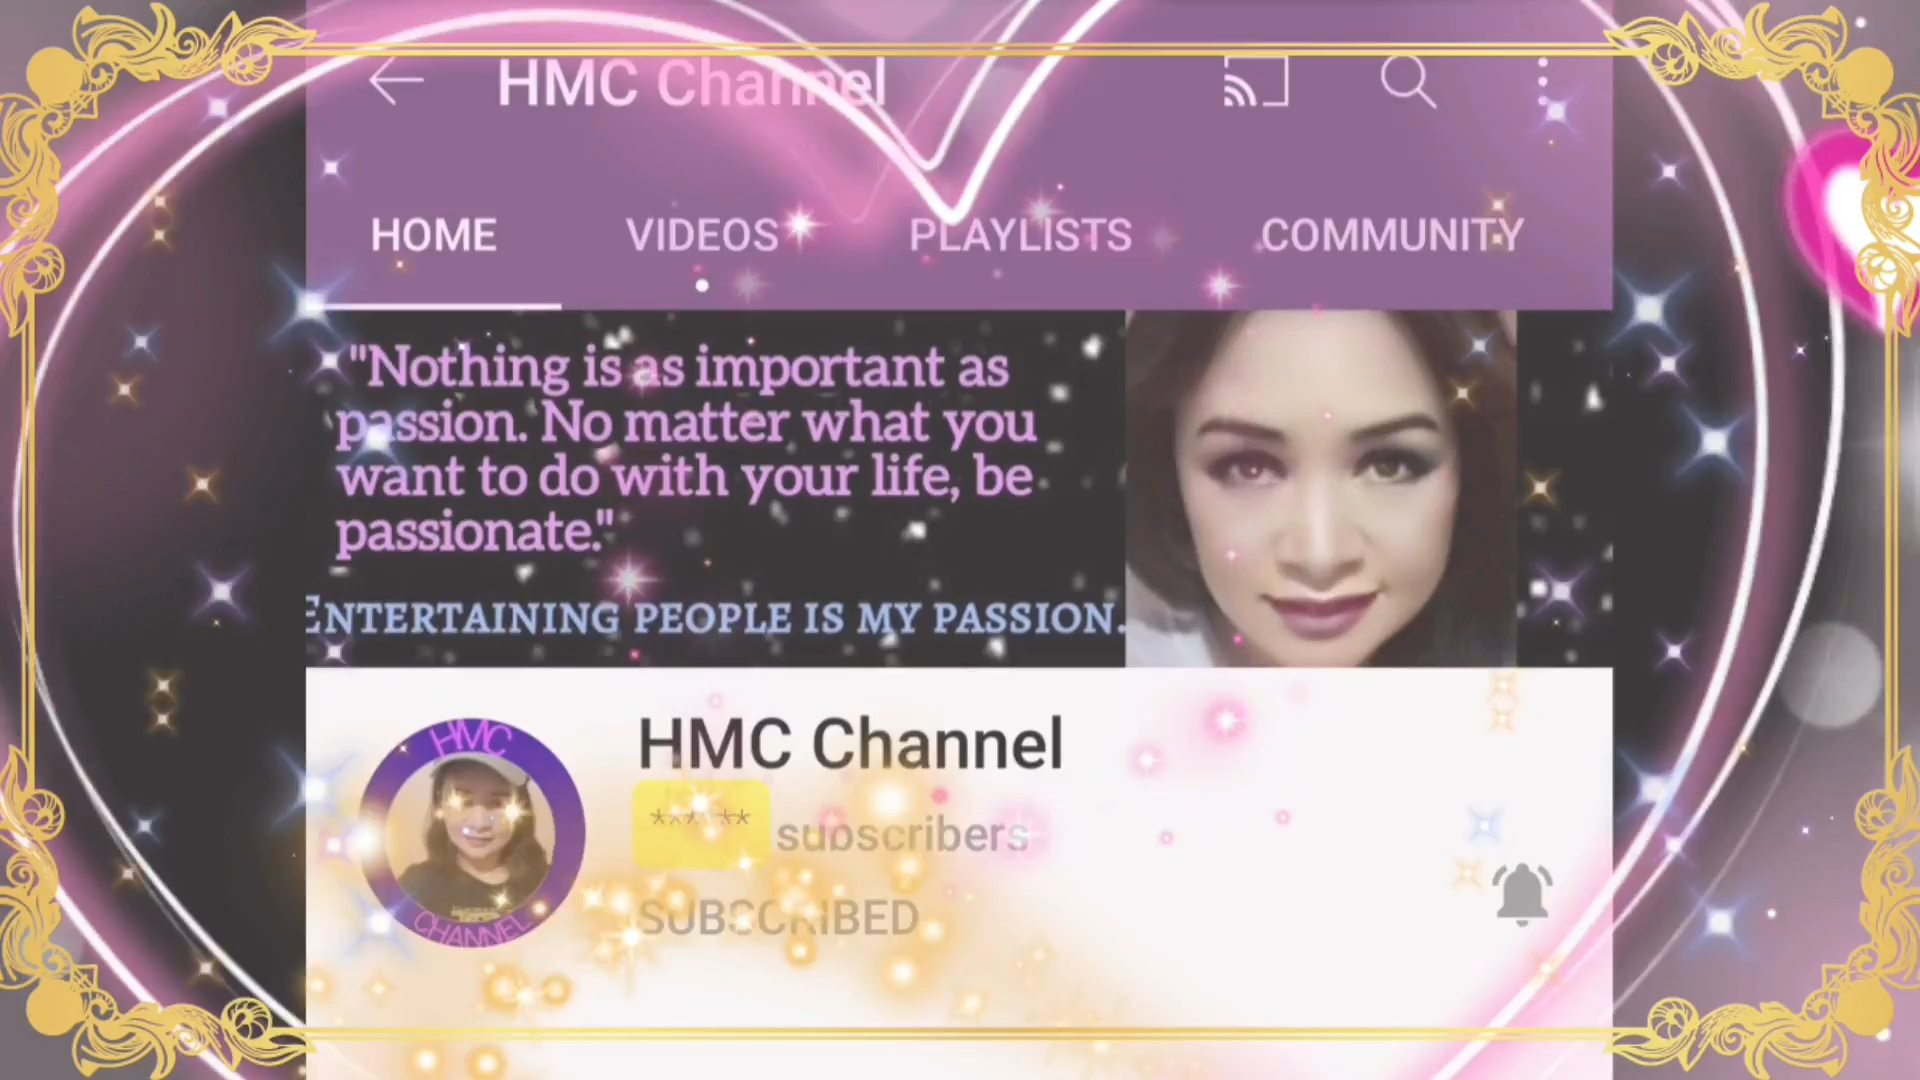 HMC Channel
HOME VIDEOS PLAYLISTS COMMUNITY
"Nothing is as important as
passion. No matter what you
want to do with your life, be
passionate."
ENTERTAINING PEOPLE IS MY PASSION.
HMC
CHANNEL
HMC Channel
***,** subscribers
SUBSCRIBED